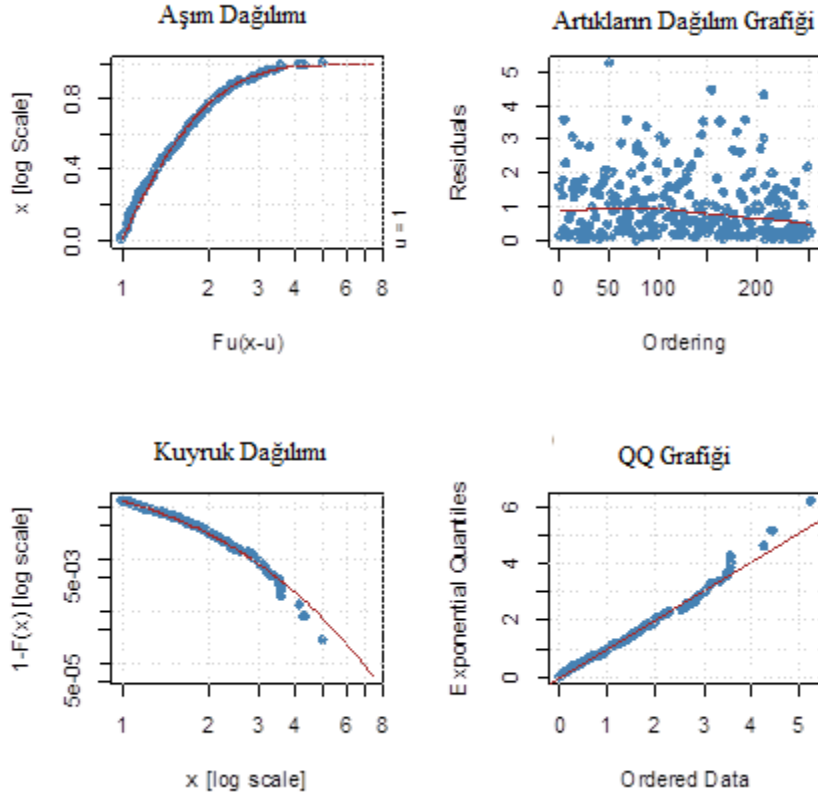 Aşım Dağılımı
x [log Scale]
0.0
0.4
0.8
1
2
3
4
6
8
u = 1
Fu(x-u)
Artıkların Dağılım Grafiği
Residuals
0
1
2
3
4
5
0
50
100
200
Ordering
Kuyruk Dağılımı
1-F(x) [log scale]
5e-05
5e-03
1
2
3
4
6
8
x [log scale]
QQ Grafiği
Exponential Quantiles
0
2
4
6
0
1
2
3
4
5
Ordered Data